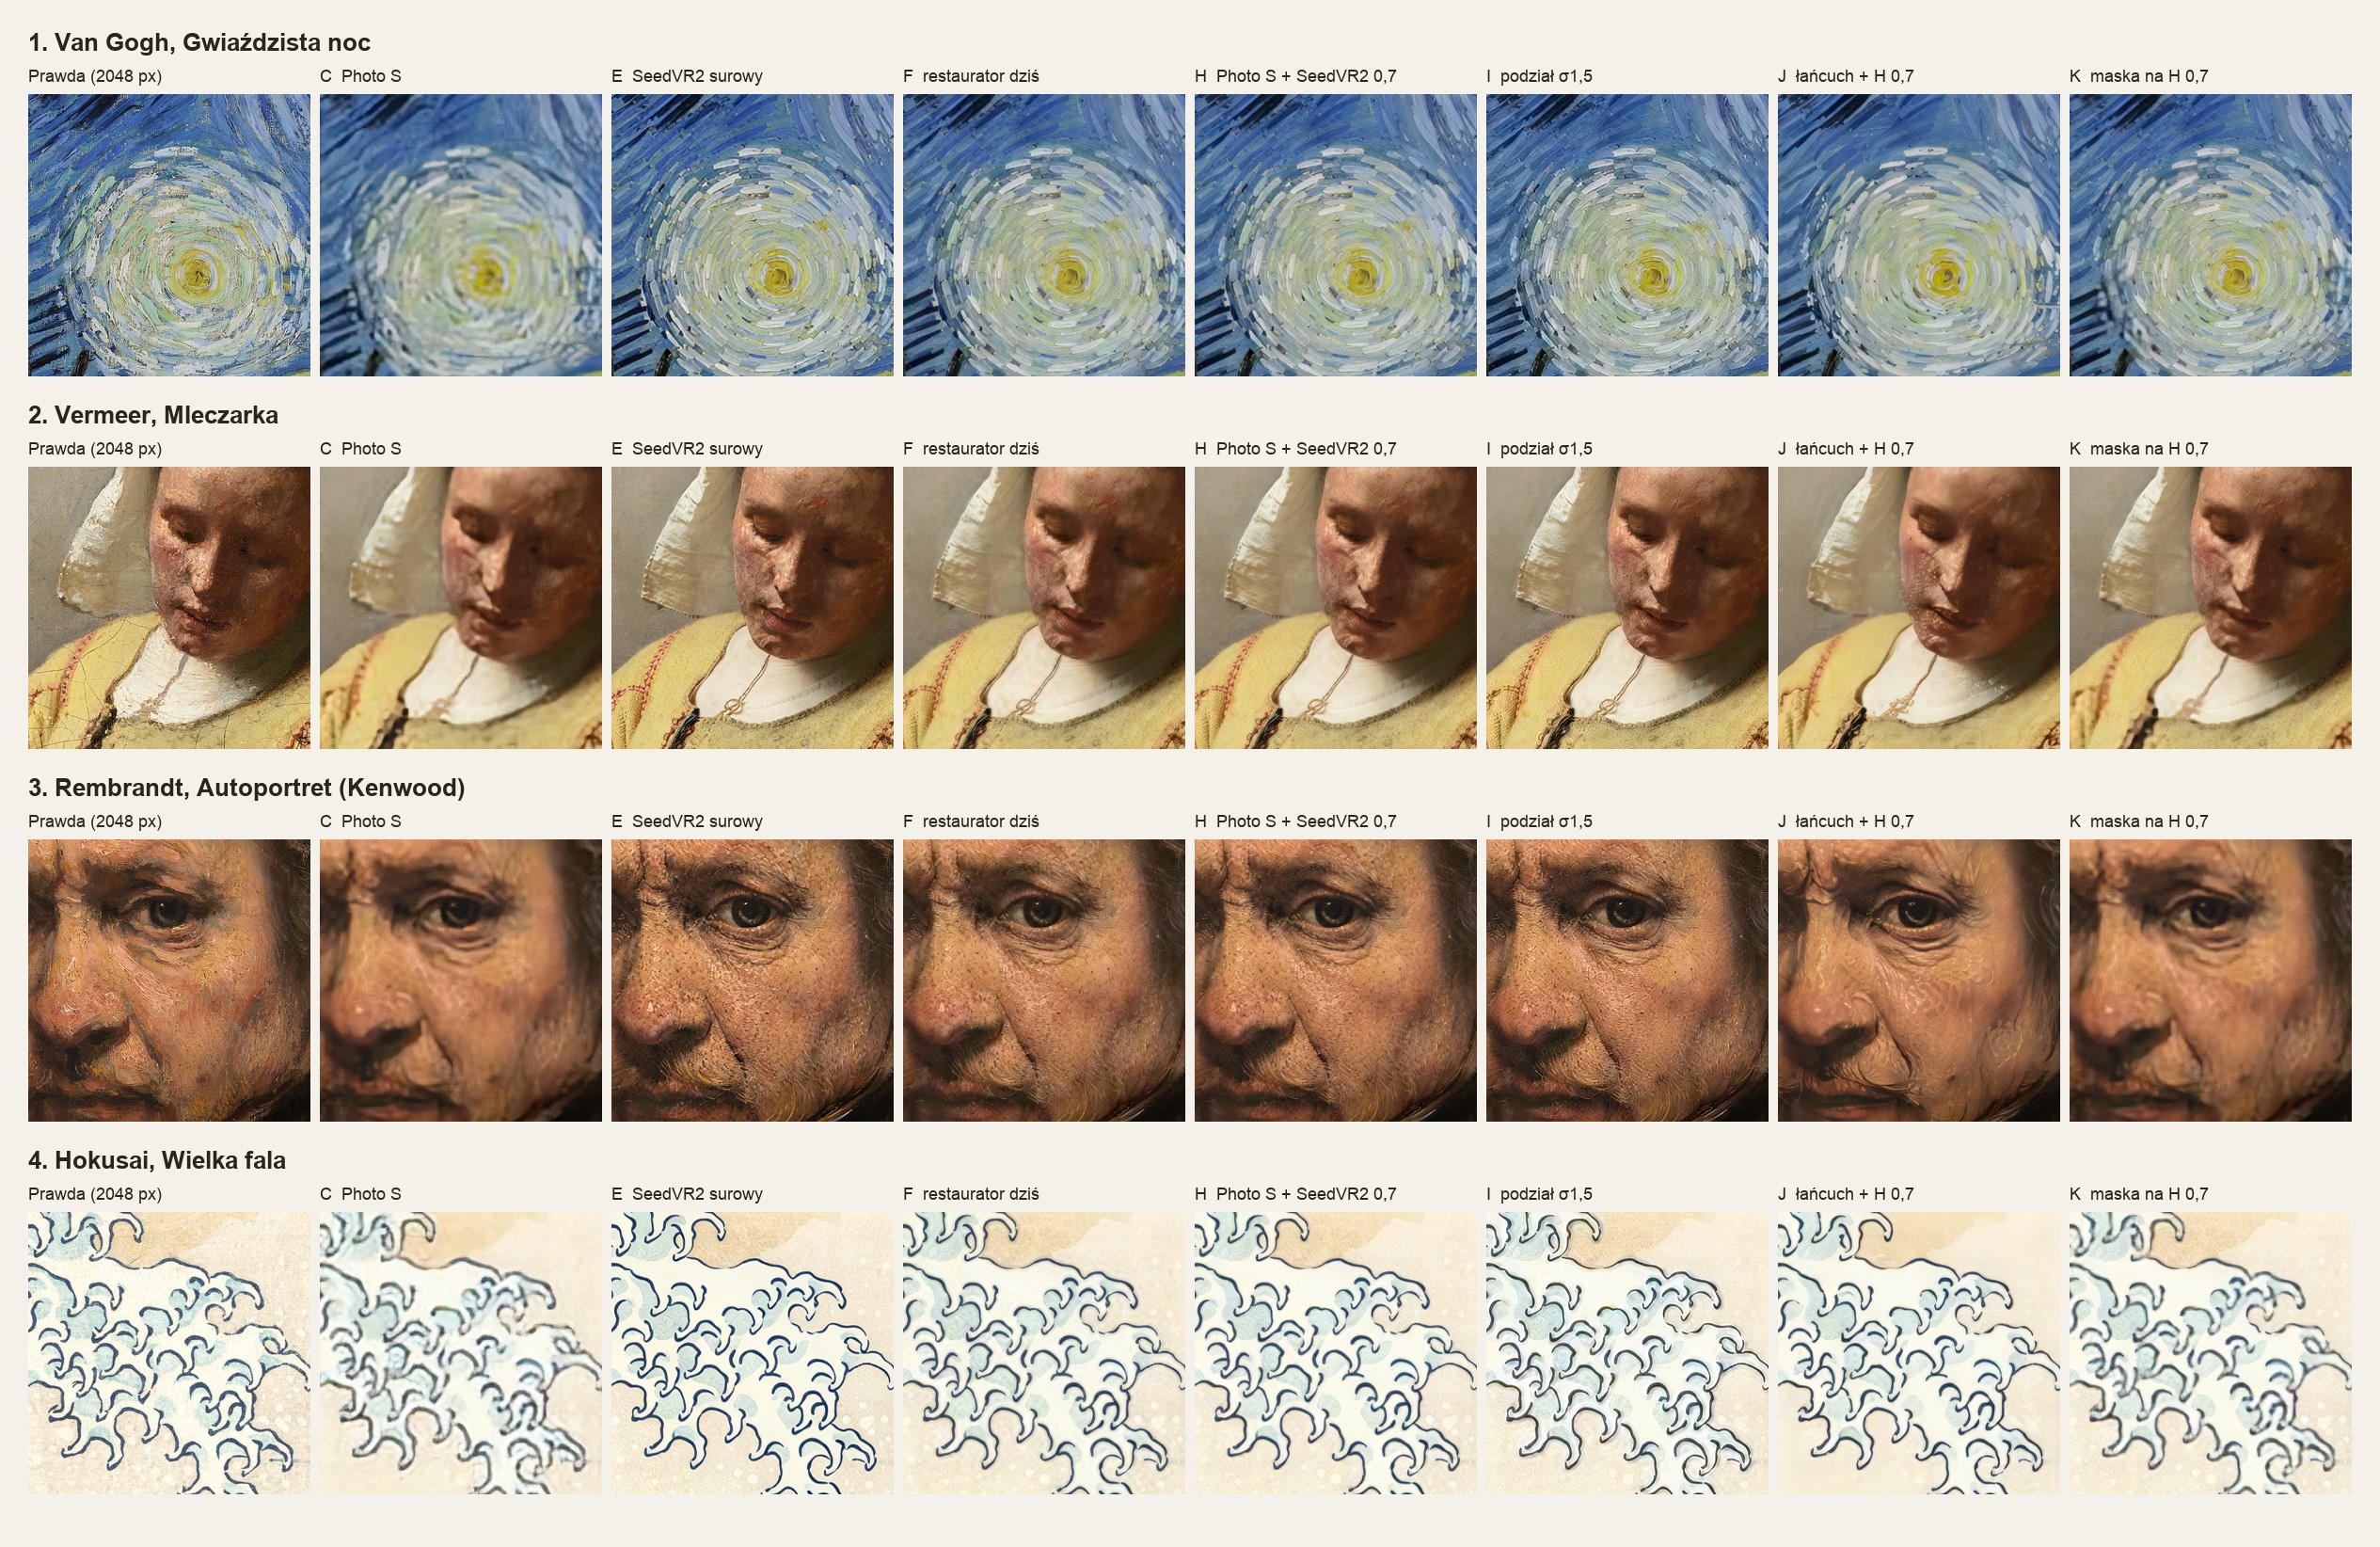 1. Van Gogh, Gwiaździsta noc
Prawda (2048 px) C Photo S E SeedVR2 surowy F restaurator dziś H Photo S + SeedVR2 0,7 I podział σ1,5 J łańcuch + H 0,7 K maska na H 0,7
2. Vermeer, Mleczarka
Prawda (2048 px) C Photo S E SeedVR2 surowy F restaurator dziś H Photo S + SeedVR2 0,7 I podział σ1,5 J łańcuch + H 0,7 K maska na H 0,7
3. Rembrandt, Autoportret (Kenwood)
Prawda (2048 px) C Photo S E SeedVR2 surowy F restaurator dziś H Photo S + SeedVR2 0,7 I podział σ1,5 J łańcuch + H 0,7 K maska na H 0,7
4. Hokusai, Wielka fala
Prawda (2048 px) C Photo S E SeedVR2 surowy F restaurator dziś H Photo S + SeedVR2 0,7 I podział σ1,5 J łańcuch + H 0,7 K maska na H 0,7